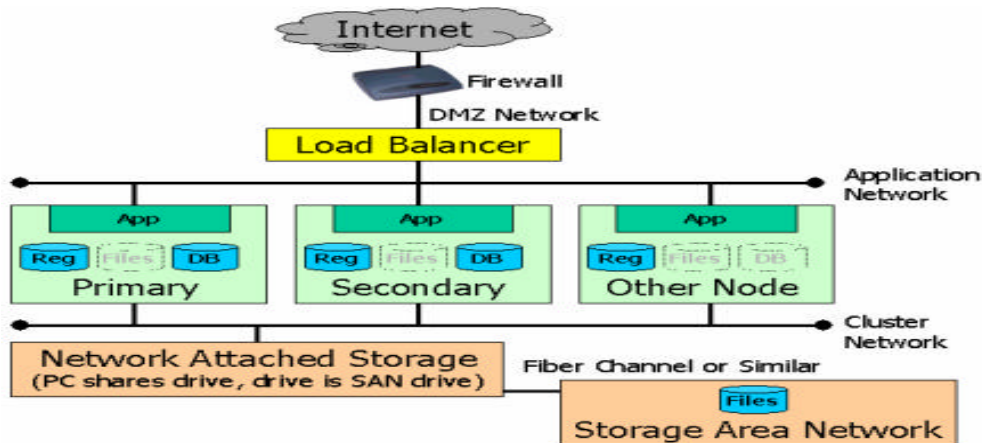 Internet
Firewall
DMZ Network
Load Balancer
Application
Network
App
App
App
Reg
Files
DB
Reg
Files
DB
Reg
Files
DB
Primary
Secondary
Other Node
Cluster
Network
Network Attached Storage
(PC shares drive, drive is SAN drive)
Fiber Channel or Similar
Files
Storage Area Network